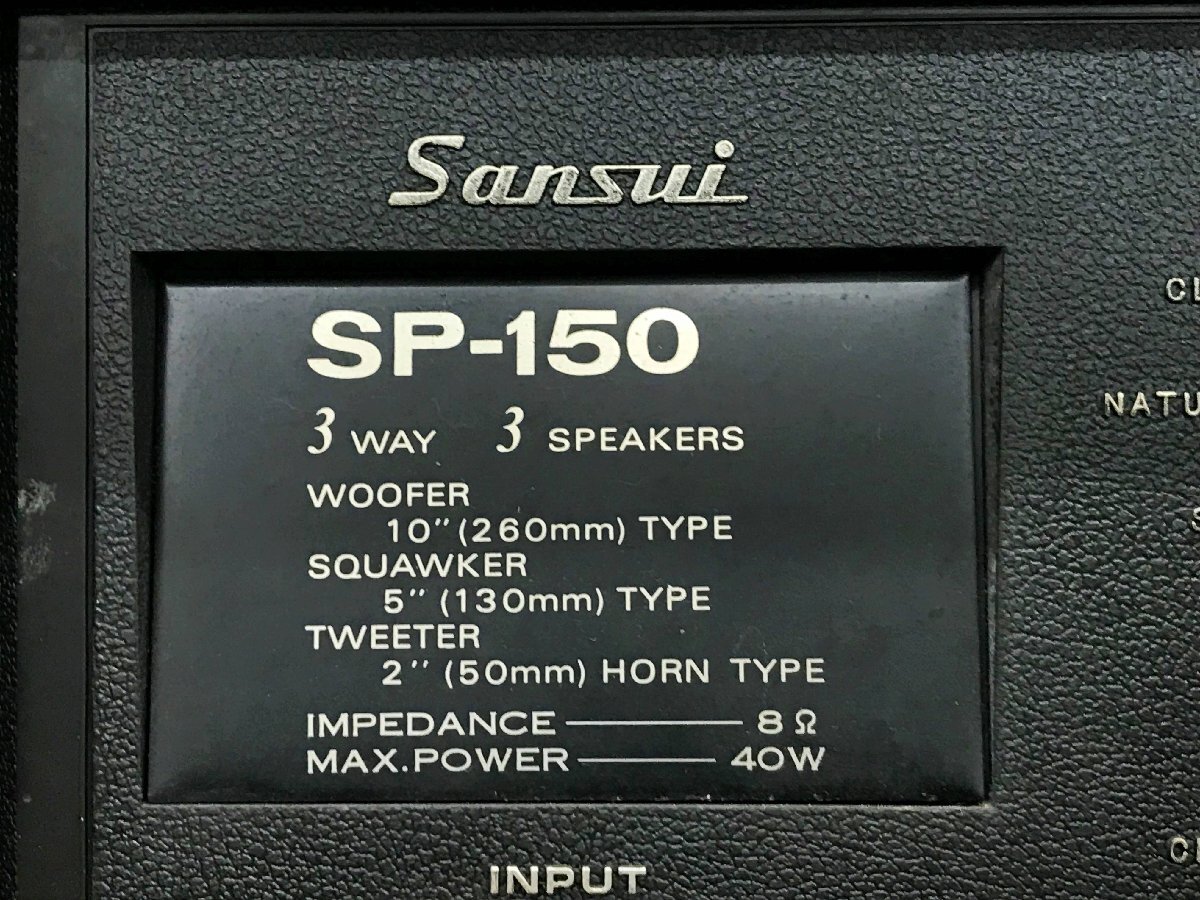 Sansui
SP-150
3 WAY 3 SPEAKERS
WOOFER
10" (260mm) TYPE
SQUAWKER
5" (130mm) TYPE
TWEETER
2" (50mm) HORN TYPE
IMPEDANCE 8 Ω
MAX.POWER 40W
INPUT